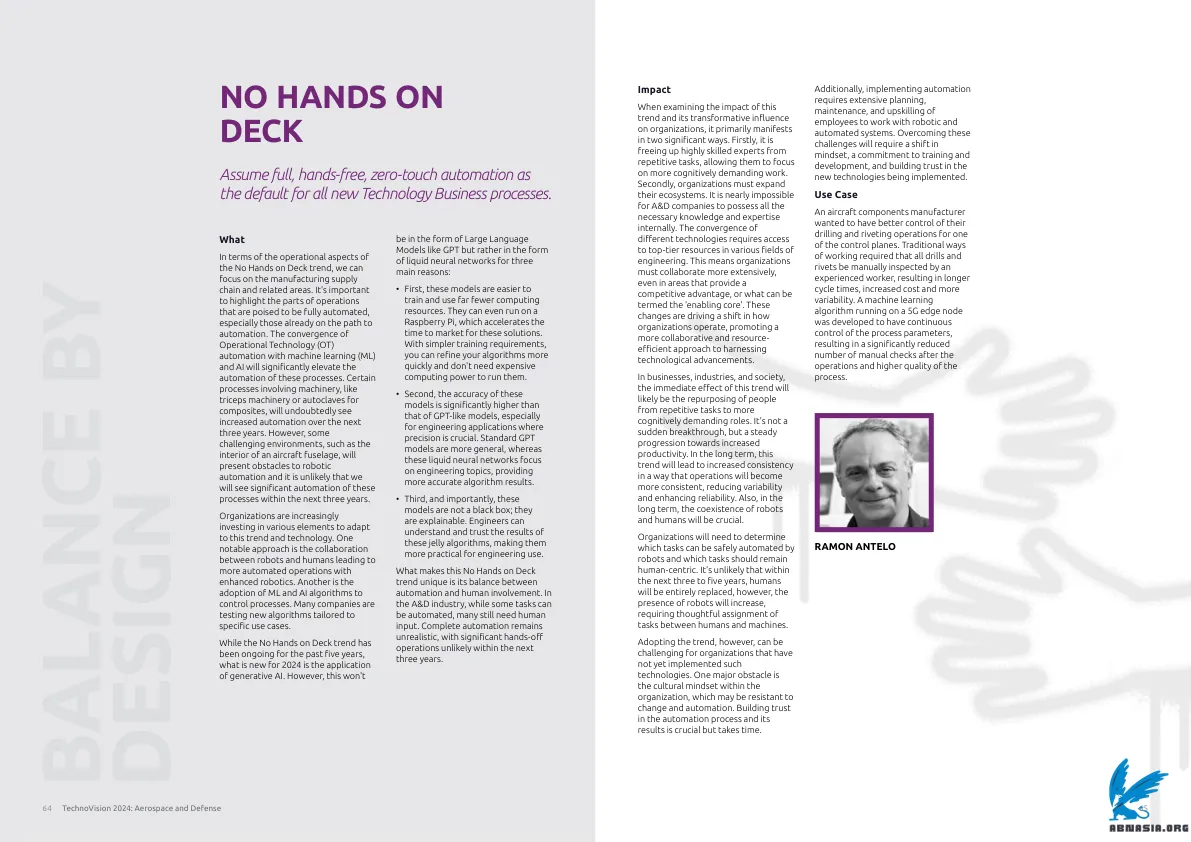 BALANCE BY
DESIGN
NO HANDS ON
DECK
Assume full, hands-free, zero-touch automation as
the default for all new Technology Business processes.
What
In terms of the operational aspects of
the No Hands on Deck trend, we can
focus on the manufacturing supply
chain and related areas. It's important
to highlight the parts of operations
that are poised to be fully automated,
especially those already on the path to
automation. The convergence of
Operational Technology (OT)
automation with machine learning (ML)
and AI will significantly elevate the
automation of these processes. Certain
processes involving machinery, like
triceps machinery or autoclaves for
composites, will undoubtedly see
increased automation over the next
three years. However, some
challenging environments, such as the
interior of an aircraft fuselage, will
present obstacles to robotic
automation and it is unlikely that we
will see significant automation of these
processes within the next three years.
Organizations are increasingly
investing in various elements to adapt
to this trend and technology. One
notable approach is the collaboration
between robots and humans leading to
more automated operations with
enhanced robotics. Another is the
adoption of ML and AI algorithms to
control processes. Many companies are
testing new algorithms tailored to
specific use cases.
While the No Hands on Deck trend has
been ongoing for the past five years,
what is new for 2024 is the application
of generative AI. However, this won't
be in the form of Large Language
Models like GPT but rather in the form
of liquid neural networks for three
main reasons:
• First, these models are easier to
train and use far fewer computing
resources. They can even run on a
Raspberry Pi, which accelerates the
time to market for these solutions.
With simpler training requirements,
you can refine your algorithms more
quickly and don't need expensive
computing power to run them.
• Second, the accuracy of these
models is significantly higher than
that of GPT-like models, especially
for engineering applications where
precision is crucial. Standard GPT
models are more general, whereas
these liquid neural networks focus
on engineering topics, providing
more accurate algorithm results.
• Third, and importantly, these
models are not a black box; they
are explainable. Engineers can
understand and trust the results of
these jelly algorithms, making them
more practical for engineering use.
What makes this No Hands on Deck
trend unique is its balance between
automation and human involvement. In
the A&D industry, while some tasks can
be automated, many still need human
input. Complete automation remains
unrealistic, with significant hands-off
operations unlikely within the next
three years.
64 TechnoVision 2024: Aerospace and Defense
Impact
When examining the impact of this
trend and its transformative influence
on organizations, it primarily manifests
in two significant ways. Firstly, it is
freeing up highly skilled experts from
repetitive tasks, allowing them to focus
on more cognitively demanding work.
Secondly, organizations must expand
their ecosystems. It is nearly impossible
for A&D companies to possess all the
necessary knowledge and expertise
internally. The convergence of
different technologies requires access
to top-tier resources in various fields of
engineering. This means organizations
must collaborate more extensively,
even in areas that provide a
competitive advantage, or what can be
termed the 'enabling core'. These
changes are driving a shift in how
organizations operate, promoting a
more collaborative and resource-
efficient approach to harnessing
technological advancements.
In businesses, industries, and society,
the immediate effect of this trend will
likely be the repurposing of people
from repetitive tasks to more
cognitively demanding roles. It's not a
sudden breakthrough, but a steady
progression towards increased
productivity. In the long term, this
trend will lead to increased consistency
in a way that operations will become
more consistent, reducing variability
and enhancing reliability. Also, in the
long term, the coexistence of robots
and humans will be crucial.
Organizations will need to determine
which tasks can be safely automated by
robots and which tasks should remain
human-centric. It's unlikely that within
the next three to five years, humans
will be entirely replaced, however, the
presence of robots will increase,
requiring thoughtful assignment of
tasks between humans and machines.
Adopting the trend, however, can be
challenging for organizations that have
not yet implemented such
technologies. One major obstacle is
the cultural mindset within the
organization, which may be resistant to
change and automation. Building trust
in the automation process and its
results is crucial but takes time.
Additionally, implementing automation
requires extensive planning,
maintenance, and upskilling of
employees to work with robotic and
automated systems. Overcoming these
challenges will require a shift in
mindset, a commitment to training and
development, and building trust in the
new technologies being implemented.
Use Case
An aircraft components manufacturer
wanted to have better control of their
drilling and riveting operations for one
of the control planes. Traditional ways
of working required that all drills and
rivets be manually inspected by an
experienced worker, resulting in longer
cycle times, increased cost and more
variability. A machine learning
algorithm running on a 5G edge node
was developed to have continuous
control of the process parameters,
resulting in a significantly reduced
number of manual checks after the
operations and higher quality of the
process.
RAMON ANTELO
ABNASIA.ORG